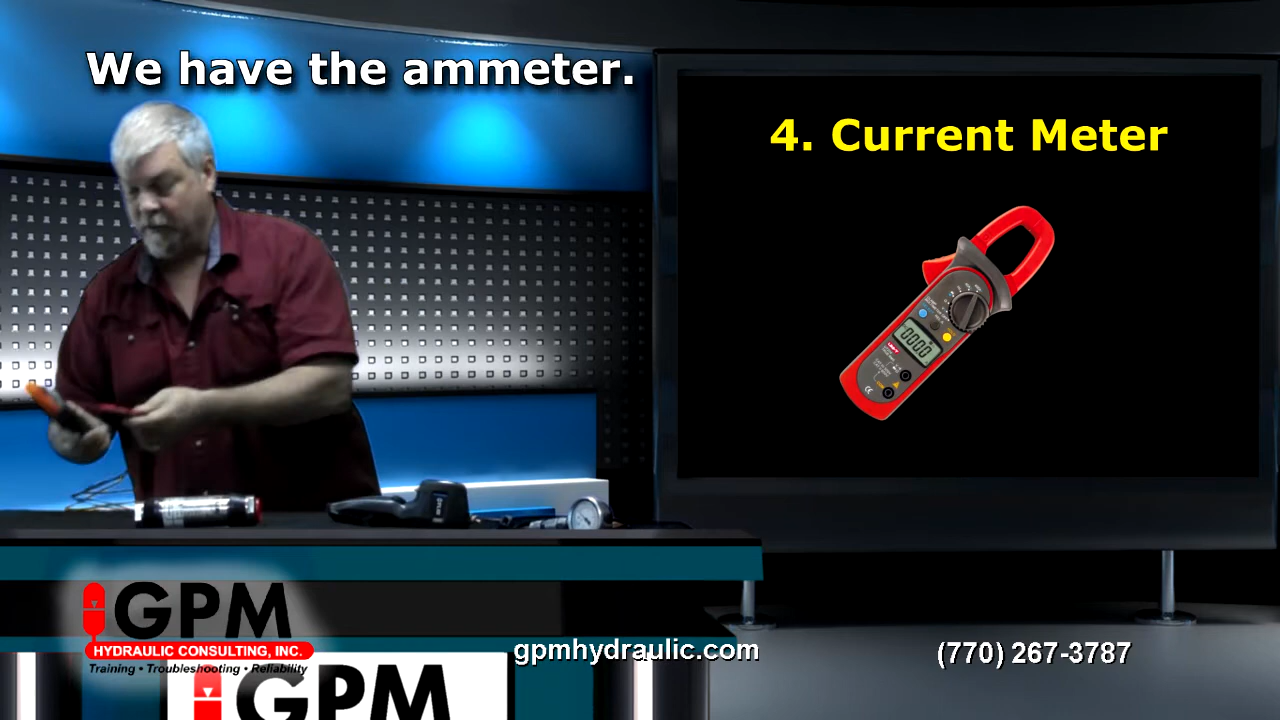 We have the ammeter.
4. Current Meter
0000
GPM
HYDRAULIC CONSULTING, INC.
Training • Troubleshooting • Reliability
gpmhydraulic.com
(770) 267-3787
GPM